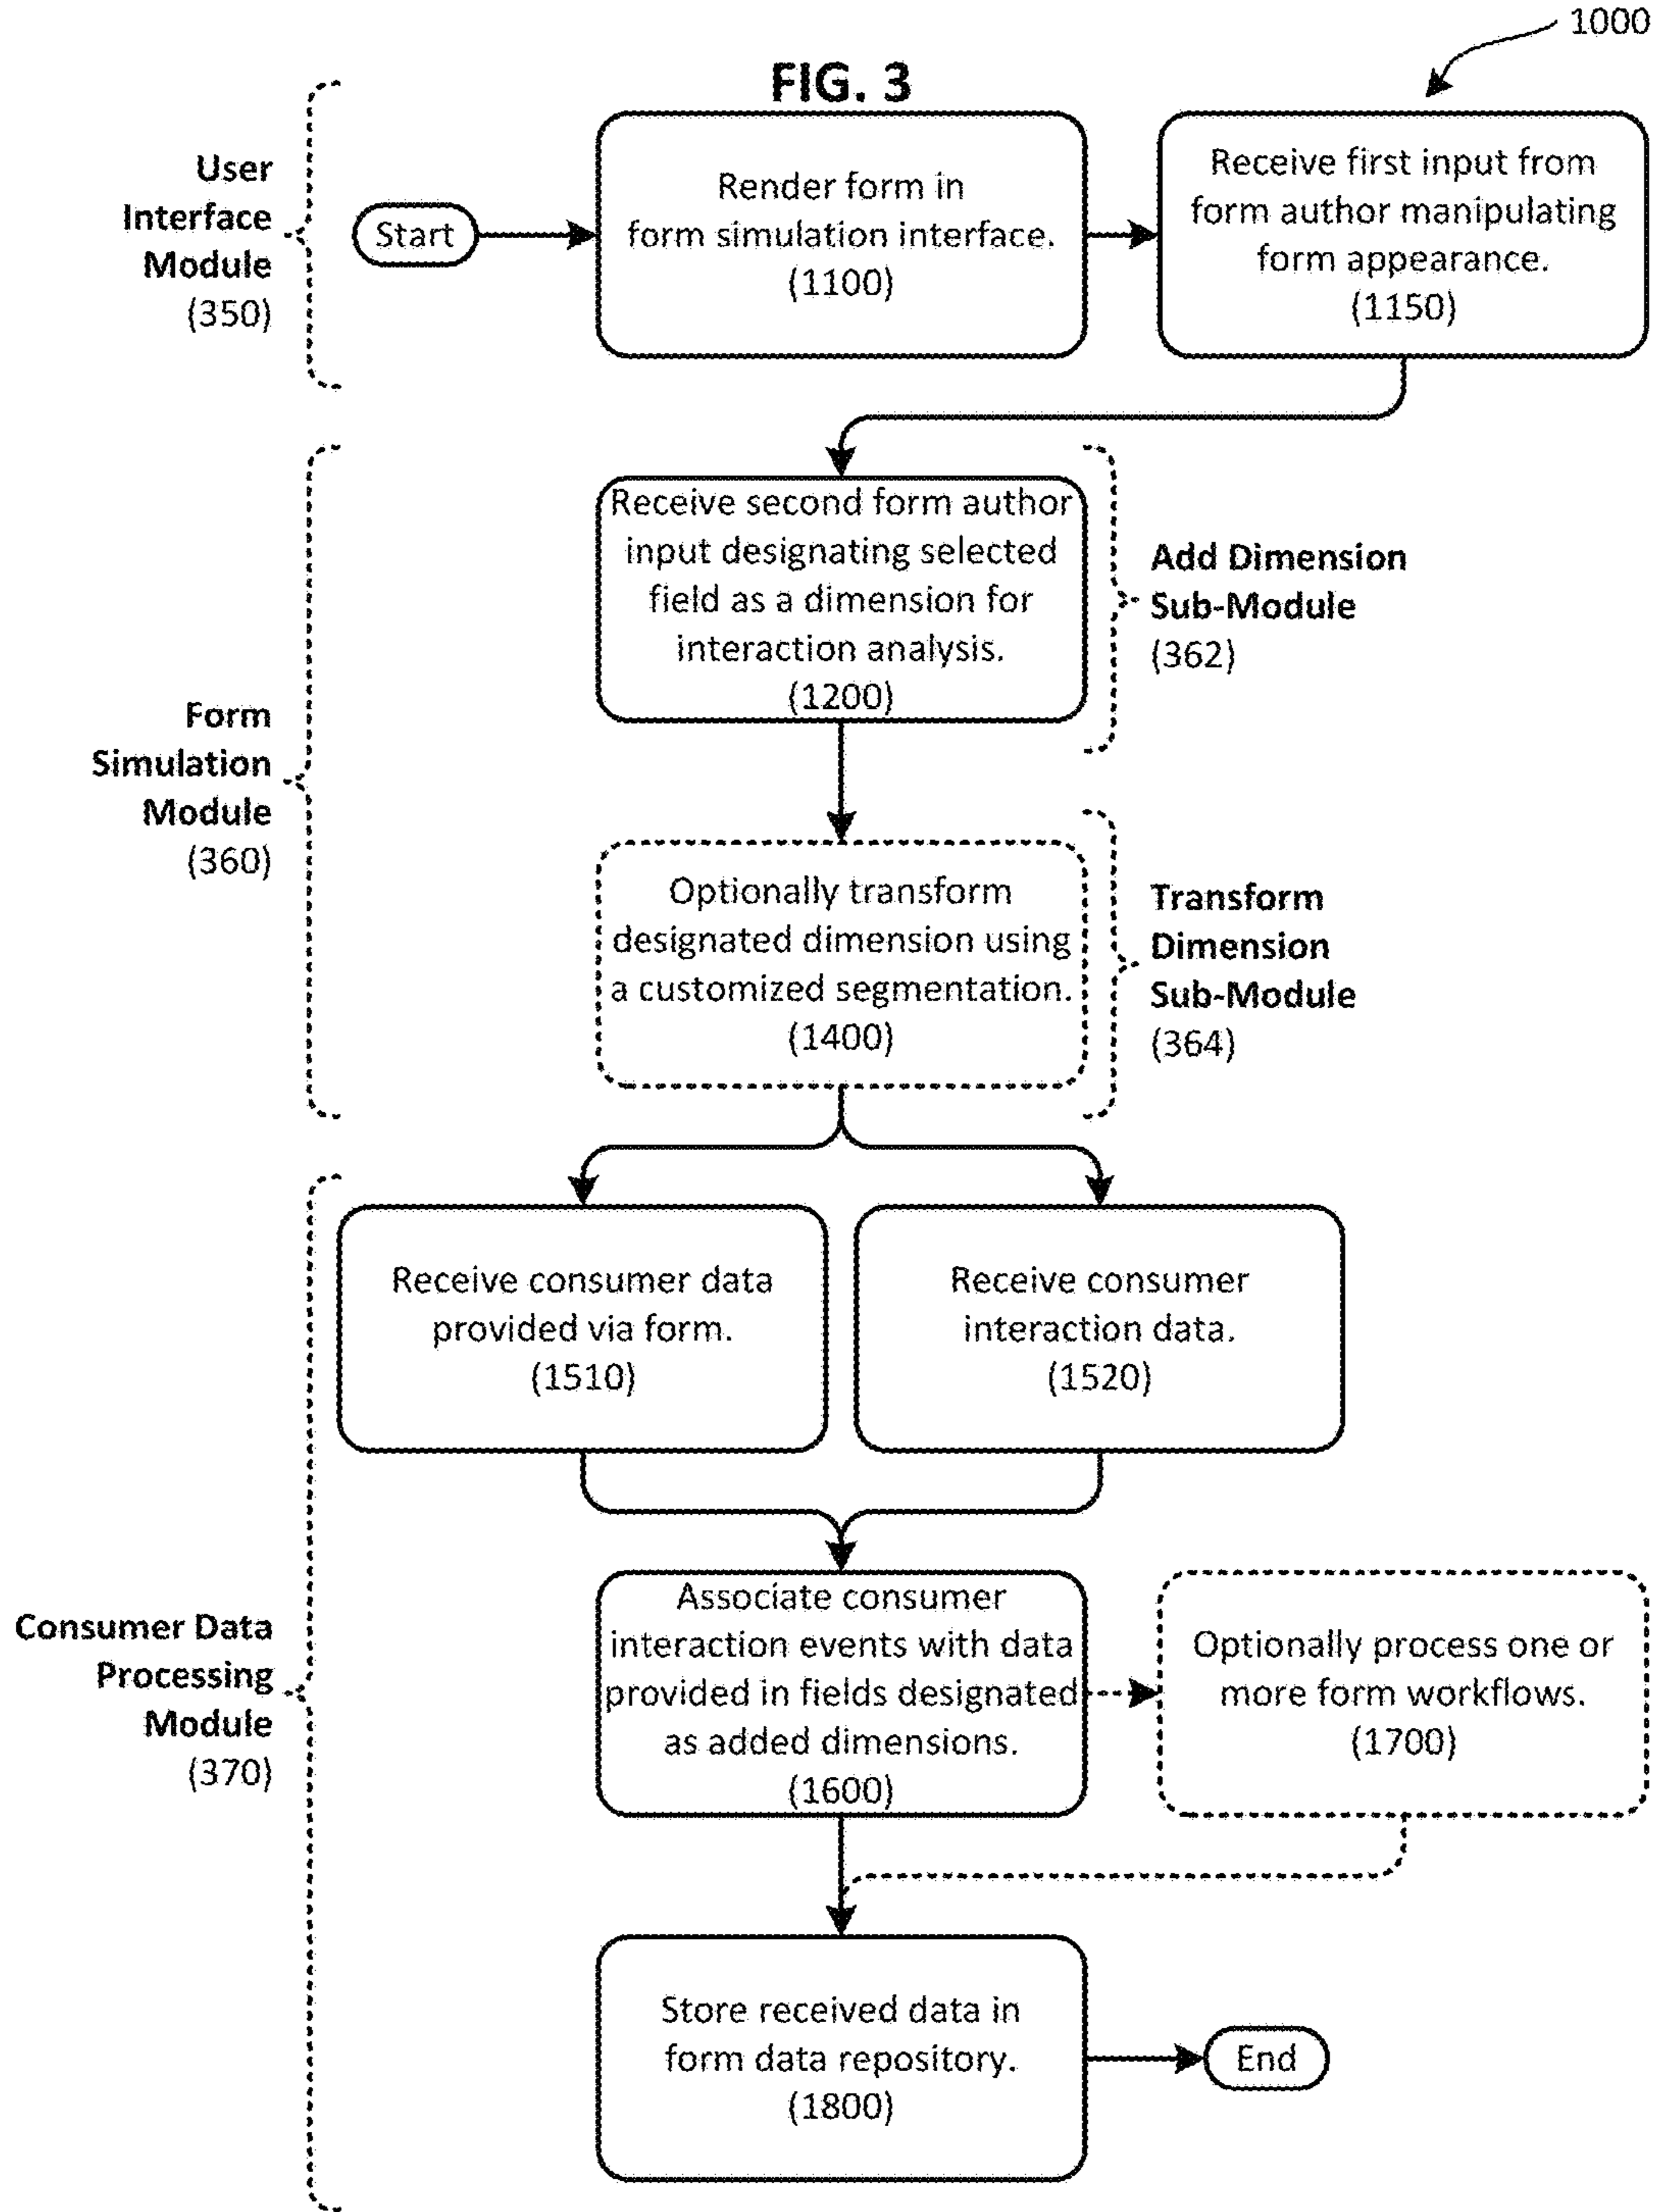 1000
FIG. 3
User
Interface
Module
(350)
Start
Render form in
form simulation interface.
(1100)
Receive first input from
form author manipulating
form appearance.
(1150)
Form
Simulation
Module
(360)
Receive second form author
input designating selected
field as a dimension for
interaction analysis.
(1200)
Add Dimension
Sub-Module
(362)
Optionally transform
designated dimension using
a customized segmentation.
(1400)
Transform
Dimension
Sub-Module
(364)
Consumer Data
Processing
Module
(370)
Receive consumer data
provided via form.
(1510)
Receive consumer
interaction data.
(1520)
Associate consumer
interaction events with data
provided in fields designated
as added dimensions.
(1600)
Optionally process one or
more form workflows.
(1700)
Store received data in
form data repository.
(1800)
End